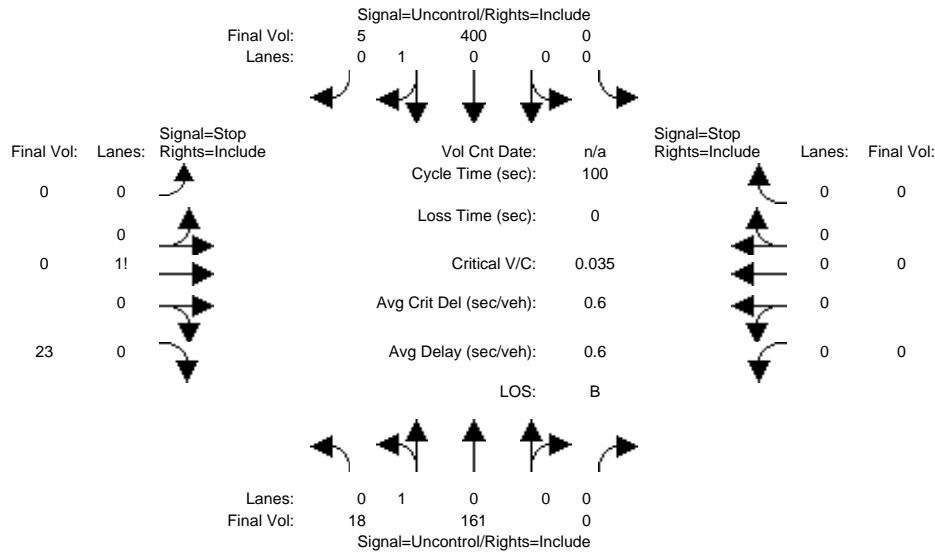 Signal=Uncontrol/Rights=Include
Final Vol: 5 400 0
Lanes: 0 1 0 0 0
Signal=Stop Signal=Stop
Final Vol: Lanes: Rights=Include Vol Cnt Date: n/a Rights=Include Lanes: Final Vol:
Cycle Time (sec): 100
0 0 0 0
Loss Time (sec): 0
0 0
0 1! Critical V/C: 0.035 0 0
0 Avg Crit Del (sec/veh): 0.6 0
23 0 Avg Delay (sec/veh): 0.6 0 0
LOS: B
Lanes: 0 1 0 0 0
Final Vol: 18 161 0
Signal=Uncontrol/Rights=Include